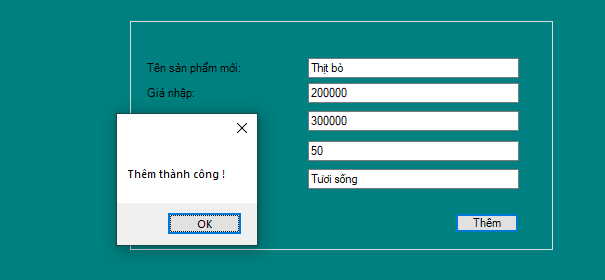 Tên sản phẩm mới: Thịt bò
Giá nhập: 200000
300000
50
Tươi sống
Thêm thành công !
OK
Thêm